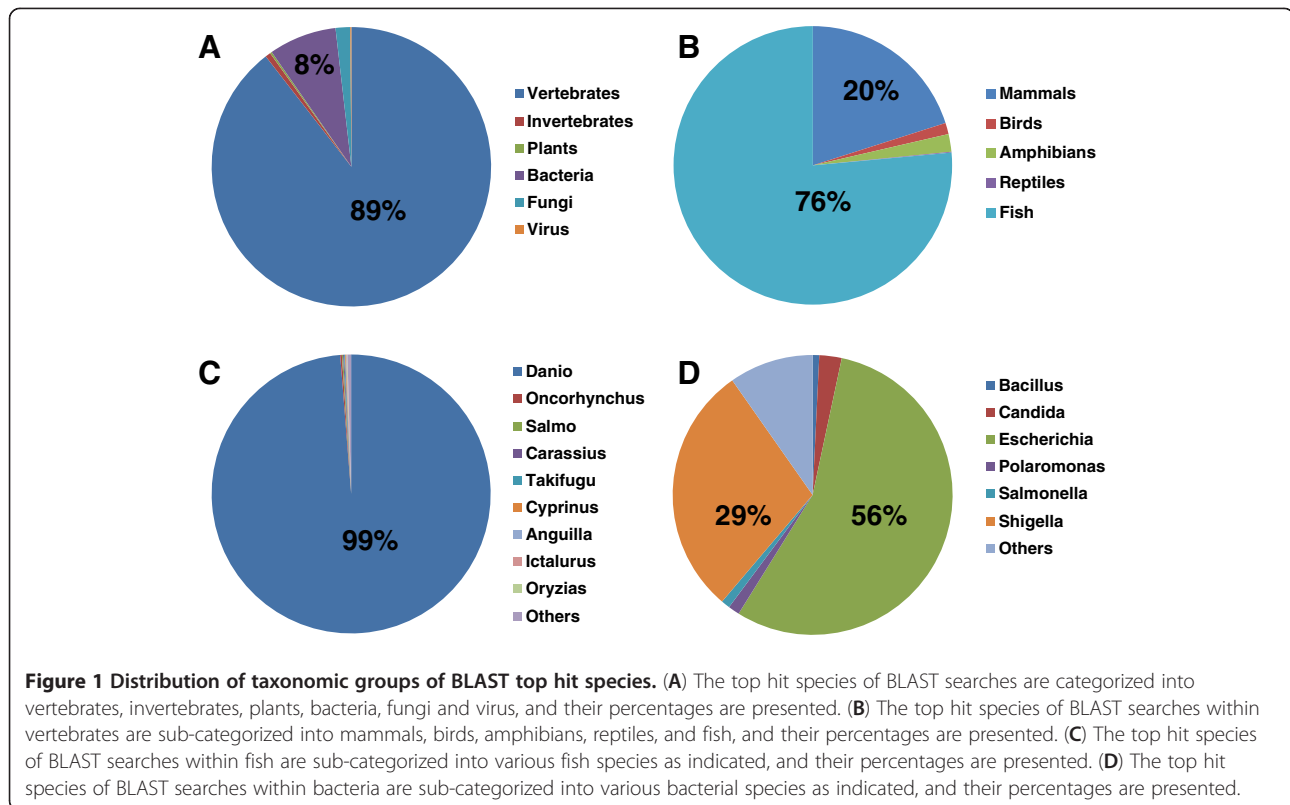 A
8%
89%
Vertebrates
Invertebrates
Plants
Bacteria
Fungi
Virus
B
20%
76%
Mammals
Birds
Amphibians
Reptiles
Fish
C
99%
Danio
Oncorhynchus
Salmo
Carassius
Takifugu
Cyprinus
Anguilla
Ictalurus
Oryzias
Others
D
29%
56%
Bacillus
Candida
Escherichia
Polaromonas
Salmonella
Shigella
Others
Figure 1 Distribution of taxonomic groups of BLAST top hit species. (A) The top hit species of BLAST searches are categorized into
vertebrates, invertebrates, plants, bacteria, fungi and virus, and their percentages are presented. (B) The top hit species of BLAST searches within
vertebrates are sub-categorized into mammals, birds, amphibians, reptiles, and fish, and their percentages are presented. (C) The top hit species
of BLAST searches within fish are sub-categorized into various fish species as indicated, and their percentages are presented. (D) The top hit
species of BLAST searches within bacteria are sub-categorized into various bacterial species as indicated, and their percentages are presented.